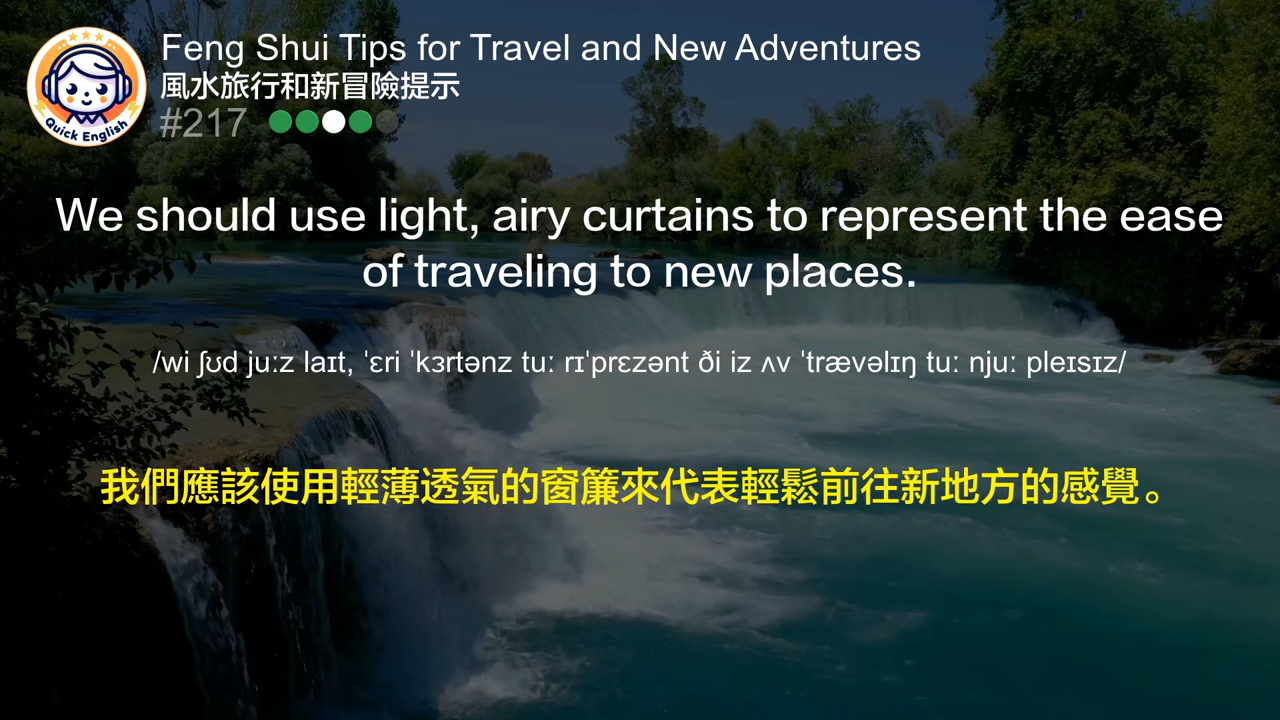 Quick English
Feng Shui Tips for Travel and New Adventures
風水旅行和新冒險提示
#217
We should use light, airy curtains to represent the ease
of traveling to new places.
/wi ʃʊd juːz laɪt, ˈɛri ˈkɜrtənz tuː rɪˈprɛzənt ði iz ʌv ˈtrævəlɪŋ tuː njuː pleɪsɪz/
我們應該使用輕薄透氣的窗簾來代表輕鬆前往新地方的感覺。